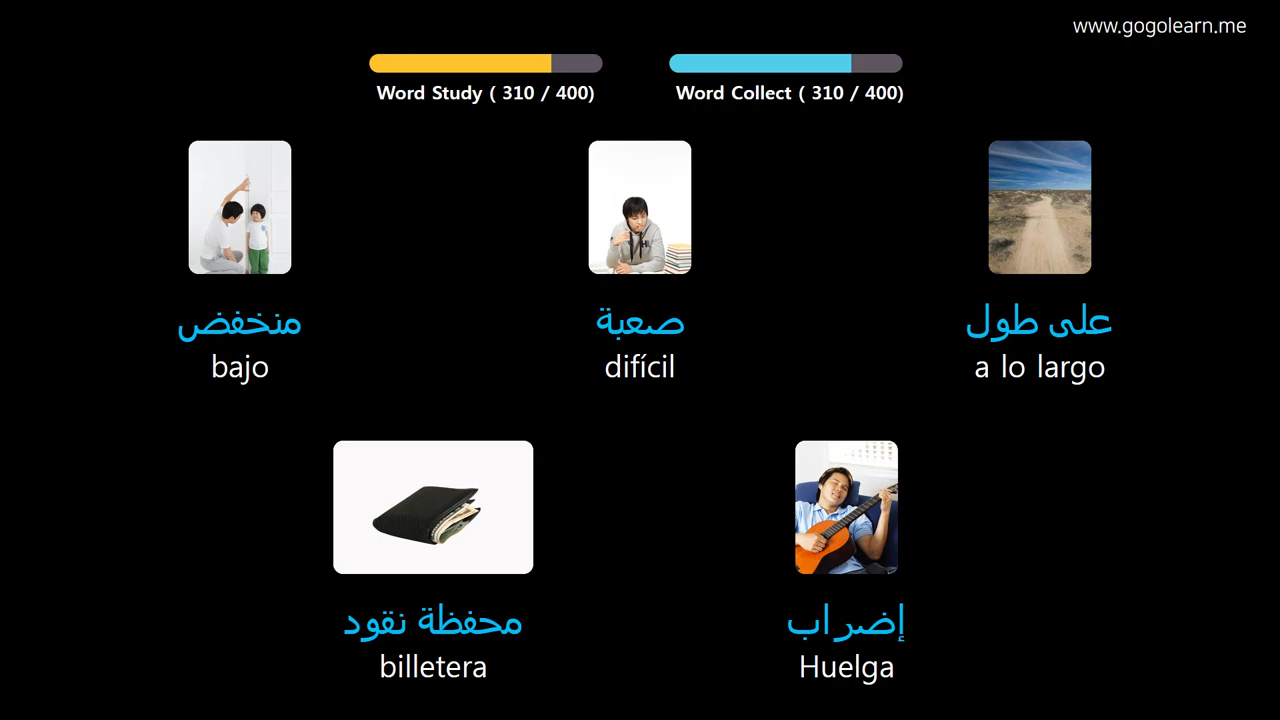 www.gogolearn.me
Word Study ( 310 / 400)
Word Collect ( 310 / 400)
منخفض
bajo
صعبة
difícil
على طول
a lo largo
محفظة نقود
billetera
إضراب
Huelga